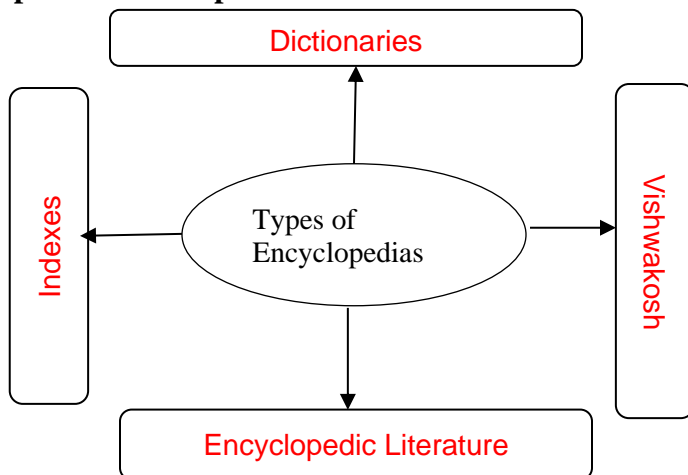 Dictionaries
Indexes
Types of
Encyclopedias
Vishwakosh
Encyclopedic Literature